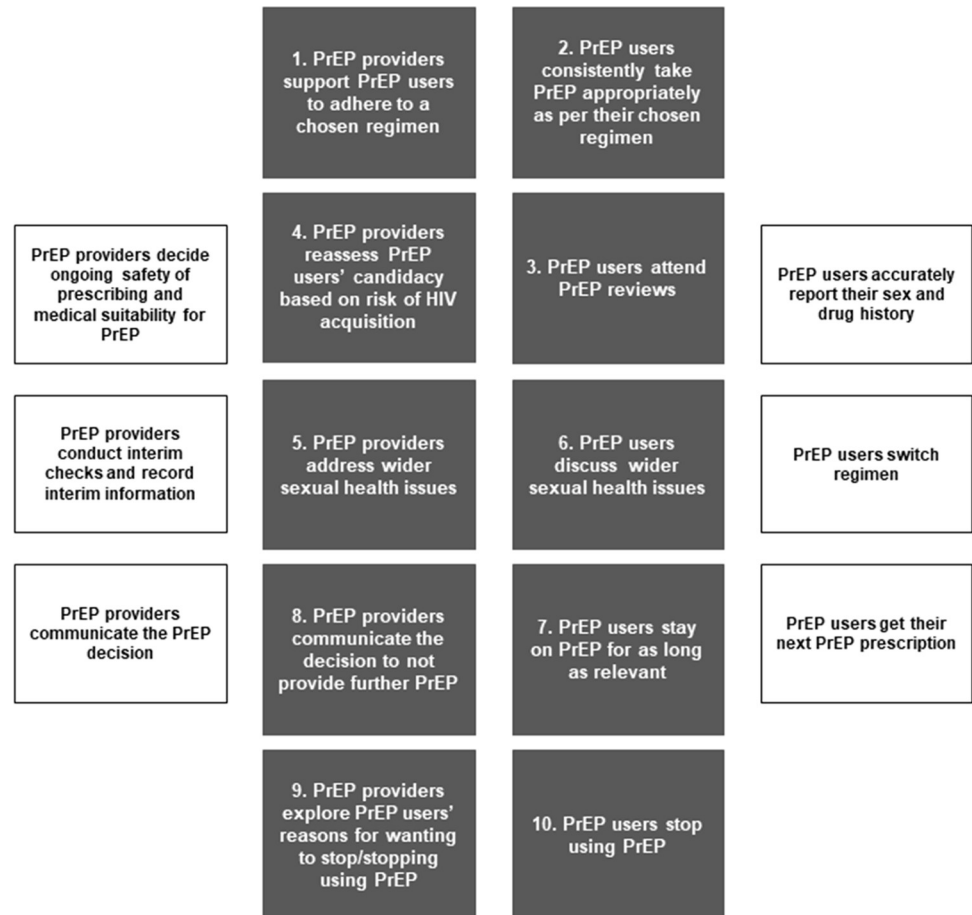 1. PrEP providers
support PrEP users
to adhere to a
chosen regimen
2. PrEP users
consistently take
PrEP appropriately
as per their chosen
regimen
PrEP providers decide
ongoing safety of
prescribing and
medical suitability for
PrEP
4. PrEP providers
reassess PrEP
users’ candidacy
based on risk of HIV
acquisition
3. PrEP users attend
PrEP reviews
PrEP users accurately
report their sex and
drug history
PrEP providers
conduct interim
checks and record
interim information
5. PrEP providers
address wider
sexual health issues
6. PrEP users
discuss wider
sexual health issues
PrEP users switch
regimen
PrEP providers
communicate the PrEP
decision
8. PrEP providers
communicate the
decision to not
provide further PrEP
7. PrEP users stay
on PrEP for as long
as relevant
PrEP users get their
next PrEP prescription
9. PrEP providers
explore PrEP users’
reasons for wanting
to stop/stopping
using PrEP
10. PrEP users stop
using PrEP